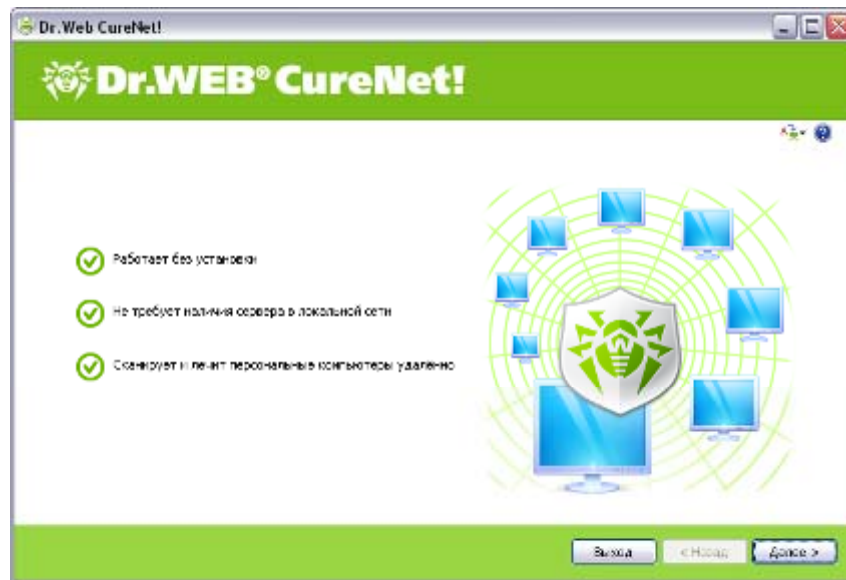 Dr.Web CureNet!
Dr.WEB® CureNet!
Работает без установки
Не требует наличия сервера в локальной сети
Сканирует и лечит персональные компьютеры удалённо
Выход
< Назад
Далее >